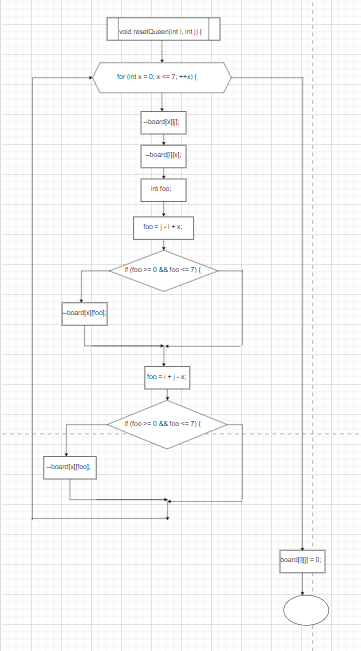 void resetQueen(int i, int j) {
for (int x = 0; x <= 7; ++x) {
--board[x][j];
--board[i][x];
int foo;
foo = j - i + x;
if (foo >= 0 && foo <= 7) {
--board[x][foo];
foo = i + j - x;
if (foo >= 0 && foo <= 7) {
--board[x][foo];
board[i][j] = 0;